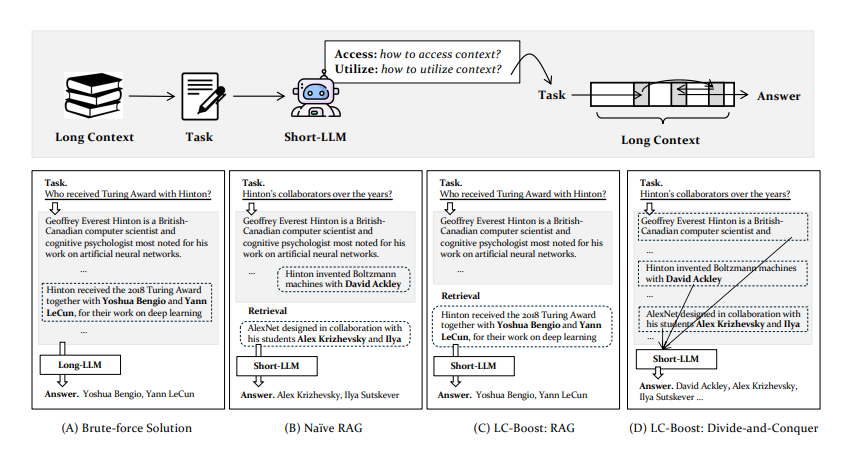 Access: how to access context?
Utilize: how to utilize context?
Long Context
Task
Short-LLM
Task
Answer
Long Context
Task.
Who received Turing Award with Hinton?
Geoffrey Everest Hinton is a British-
Canadian computer scientist and
cognitive psychologist most noted for his
work on artificial neural networks.
...
Hinton received the 2018 Turing Award
together with Yoshua Bengio and Yann
LeCun, for their work on deep learning
...
Long-LLM
Answer. Yoshua Bengio, Yann LeCun
(A) Brute-force Solution
Task.
Hinton's collaborators over the years?
Geoffrey Everest Hinton is a British-
Canadian computer scientist and
cognitive psychologist most noted for his
work on artificial neural networks.
...
Hinton invented Boltzmann
machines with David Ackley
Retrieval
AlexNet designed in collaboration with
his students Alex Krizhevsky and Ilya
Short-LLM
Answer. Alex Krizhevsky, Ilya Sutskever
(B) Naïve RAG
Task.
Who received Turing Award with Hinton?
Geoffrey Everest Hinton is a British-
Canadian computer scientist and
cognitive psychologist most noted for his
work on artificial neural networks.
...
Retrieval
Hinton received the 2018 Turing Award
together with Yoshua Bengio and Yann
LeCun, for their work on deep learning
Short-LLM
Answer. Yoshua Bengio, Yann LeCun
(C) LC-Boost: RAG
Task.
Hinton's collaborators over the years?
Geoffrey Everest Hinton is a British-
Canadian computer scientist and
...
Hinton invented Boltzmann machines
with David Ackley
...
AlexNet designed in collaboration with
his students Alex Krizhevsky and Ilya
...
Short-LLM
Answer. David Ackley, Alex Krizhevsky,
Ilya Sutskever ...
(D) LC-Boost: Divide-and-Conquer